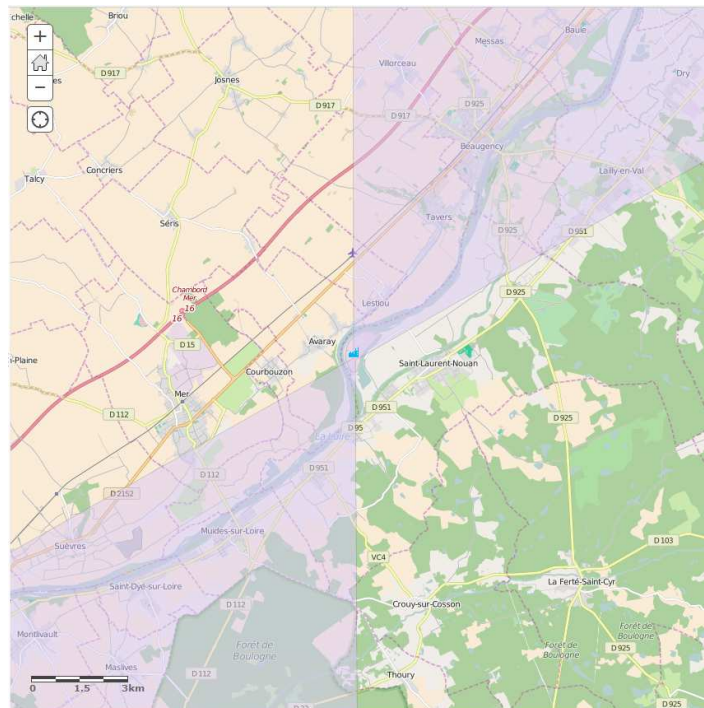 Briou
chelle
Messas
Baule
Villorceau
D 917
Josnes
D 917
D 925
D 917
Dry
Beaugency
Concriers
Talcy
Lailly-en-Val
Séris
Tavers
D 925
D 951
Chambord
Mer
16
16
Lestiou
D 925
D 15
Avaray
Saint-Laurent-Nouan
n-Plaine
Courbouzon
Mer
D 951
D 112
D 925
D 95
La Loire
D 112
D 951
D 2152
Muides-sur-Loire
Suèvres
VC4
D 103
Saint-Dyé-sur-Loire
La Ferté-Saint-Cyr
D 112
Crouy-sur-Cosson
Montlivault
Forêt de
Boulogne
Forêt de
Boulogne
Forêt de
Boulogne
D 925
Maslives
D 112
Thoury
0 1,5 3km
D 925